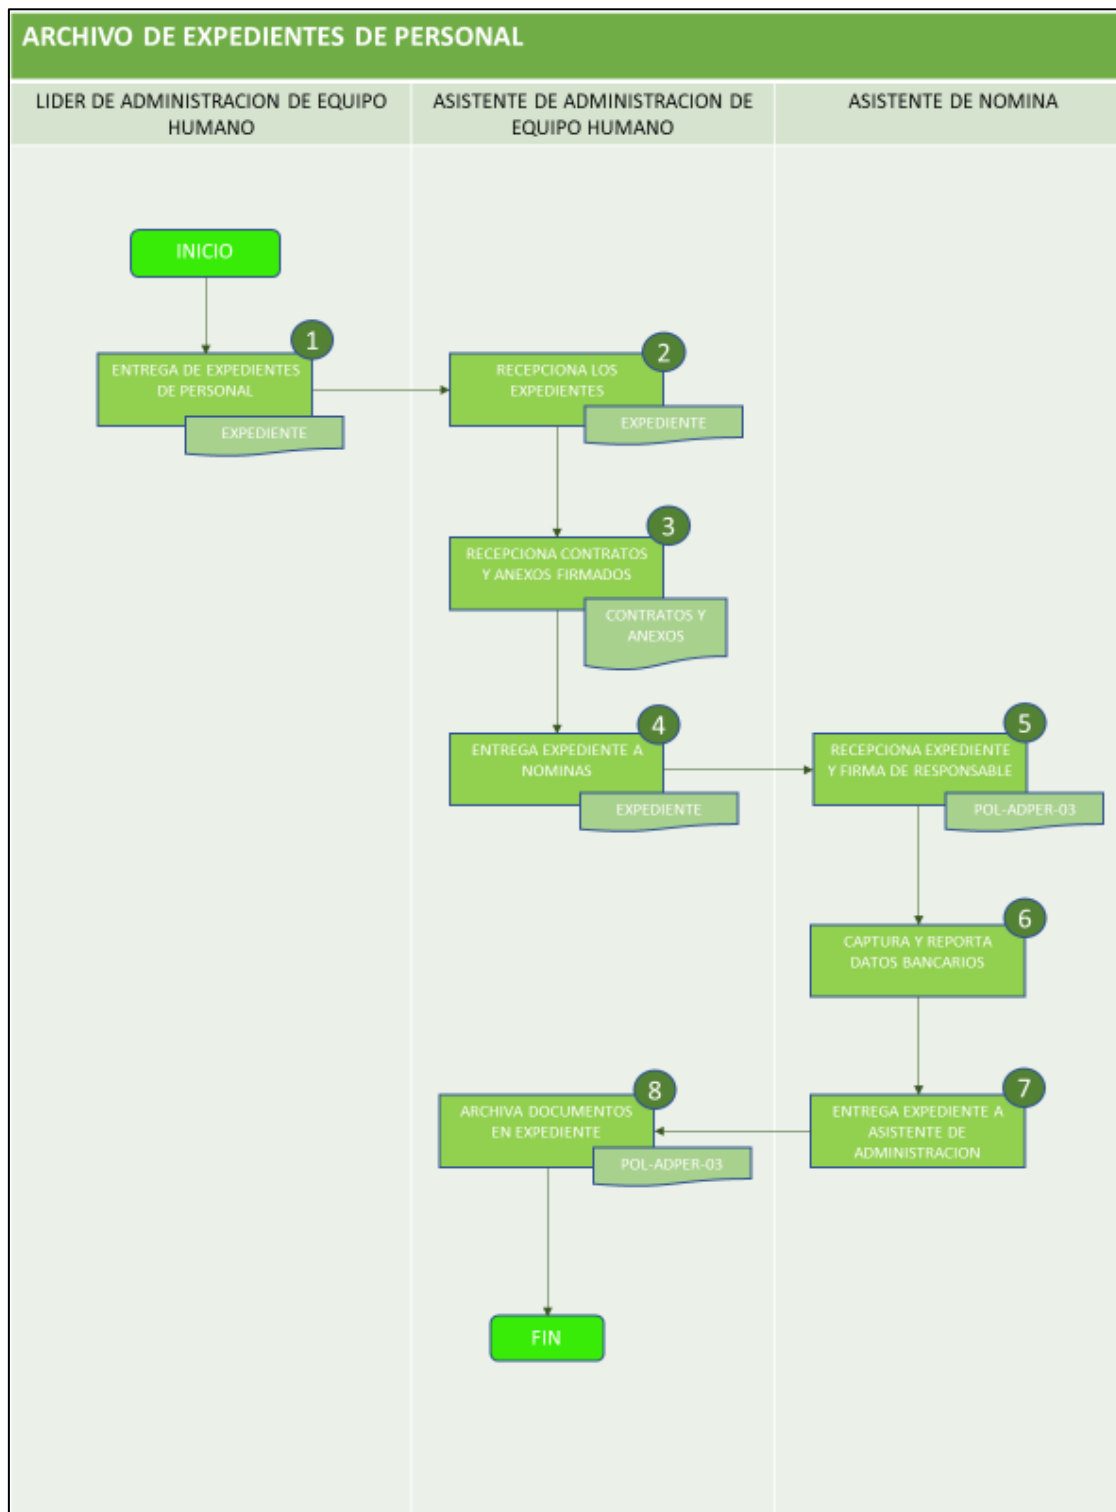 ARCHIVO DE EXPEDIENTES DE PERSONAL
LIDER DE ADMINISTRACION DE EQUIPO
HUMANO
ASISTENTE DE ADMINISTRACION DE
EQUIPO HUMANO
ASISTENTE DE NOMINA
INICIO
1
ENTREGA DE EXPEDIENTES
DE PERSONAL
EXPEDIENTE
2
RECEPCIONA LOS
EXPEDIENTES
EXPEDIENTE
3
RECEPCIONA CONTRATOS
Y ANEXOS FIRMADOS
CONTRATOS Y
ANEXOS
4
ENTREGA EXPEDIENTE A
NOMINAS
EXPEDIENTE
5
RECEPCIONA EXPEDIENTE
Y FIRMA DE RESPONSABLE
POL-ADPER-03
6
CAPTURA Y REPORTA
DATOS BANCARIOS
7
ENTREGA EXPEDIENTE A
ASISTENTE DE
ADMINISTRACION
8
ARCHIVA DOCUMENTOS
EN EXPEDIENTE
POL-ADPER-03
FIN